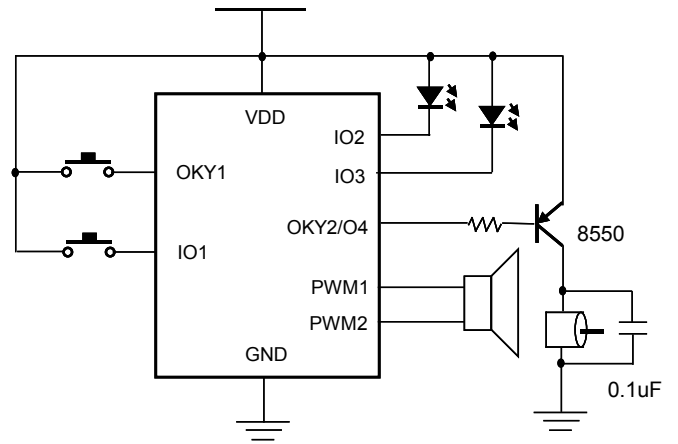 VDD
IO2
OKY1
IO3
OKY2/O4
8550
IO1
PWM1
PWM2
GND
0.1uF